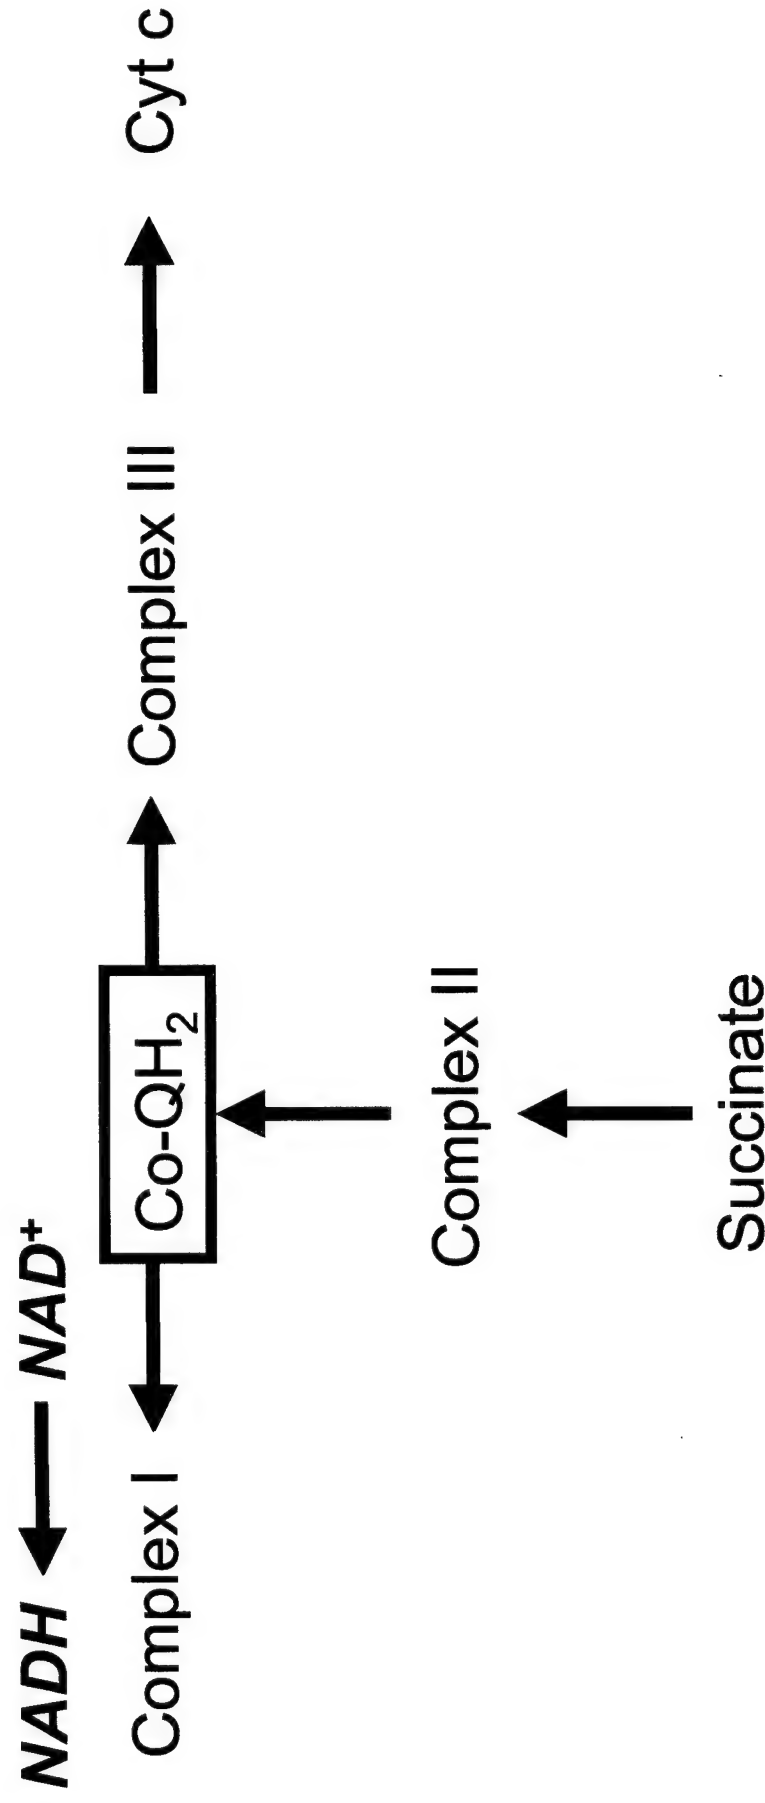 NADH NAD⁺
Complex I Co-QH₂ Complex III Cyt c
Complex II
Succinate